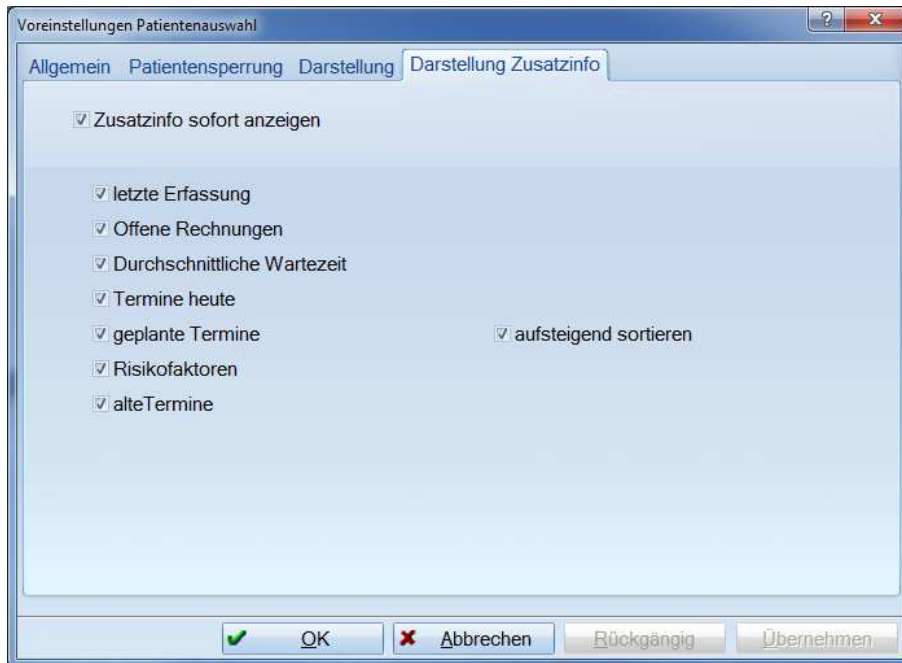 Voreinstellungen Patientenauswahl
Allgemein Patientensperrung Darstellung Darstellung Zusatzinfo
Zusatzinfo sofort anzeigen
letzte Erfassung
Offene Rechnungen
Durchschnittliche Wartezeit
Termine heute
geplante Termine aufsteigend sortieren
Risikofaktoren
alteTermine
OK Abbrechen Rückgängig Übernehmen